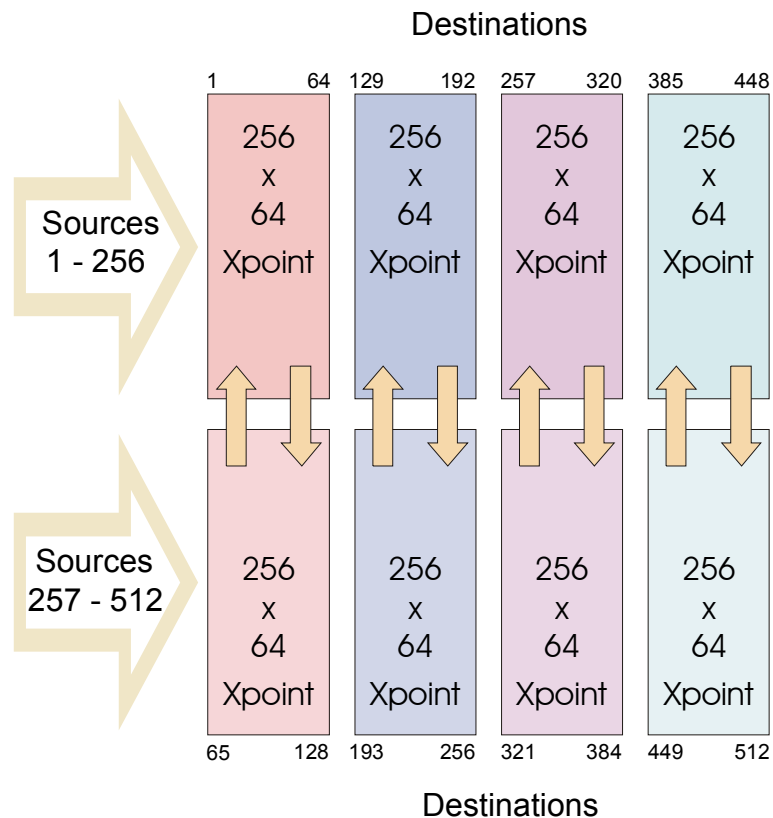 Destinations
1 64 129 192 257 320 385 448
256 256 256 256
x x x x
64 64 64 64
Xpoint Xpoint Xpoint Xpoint
Sources
1 - 256
Sources
257 - 512
256 256 256 256
x x x x
64 64 64 64
Xpoint Xpoint Xpoint Xpoint
65 128 193 256 321 384 449 512
Destinations